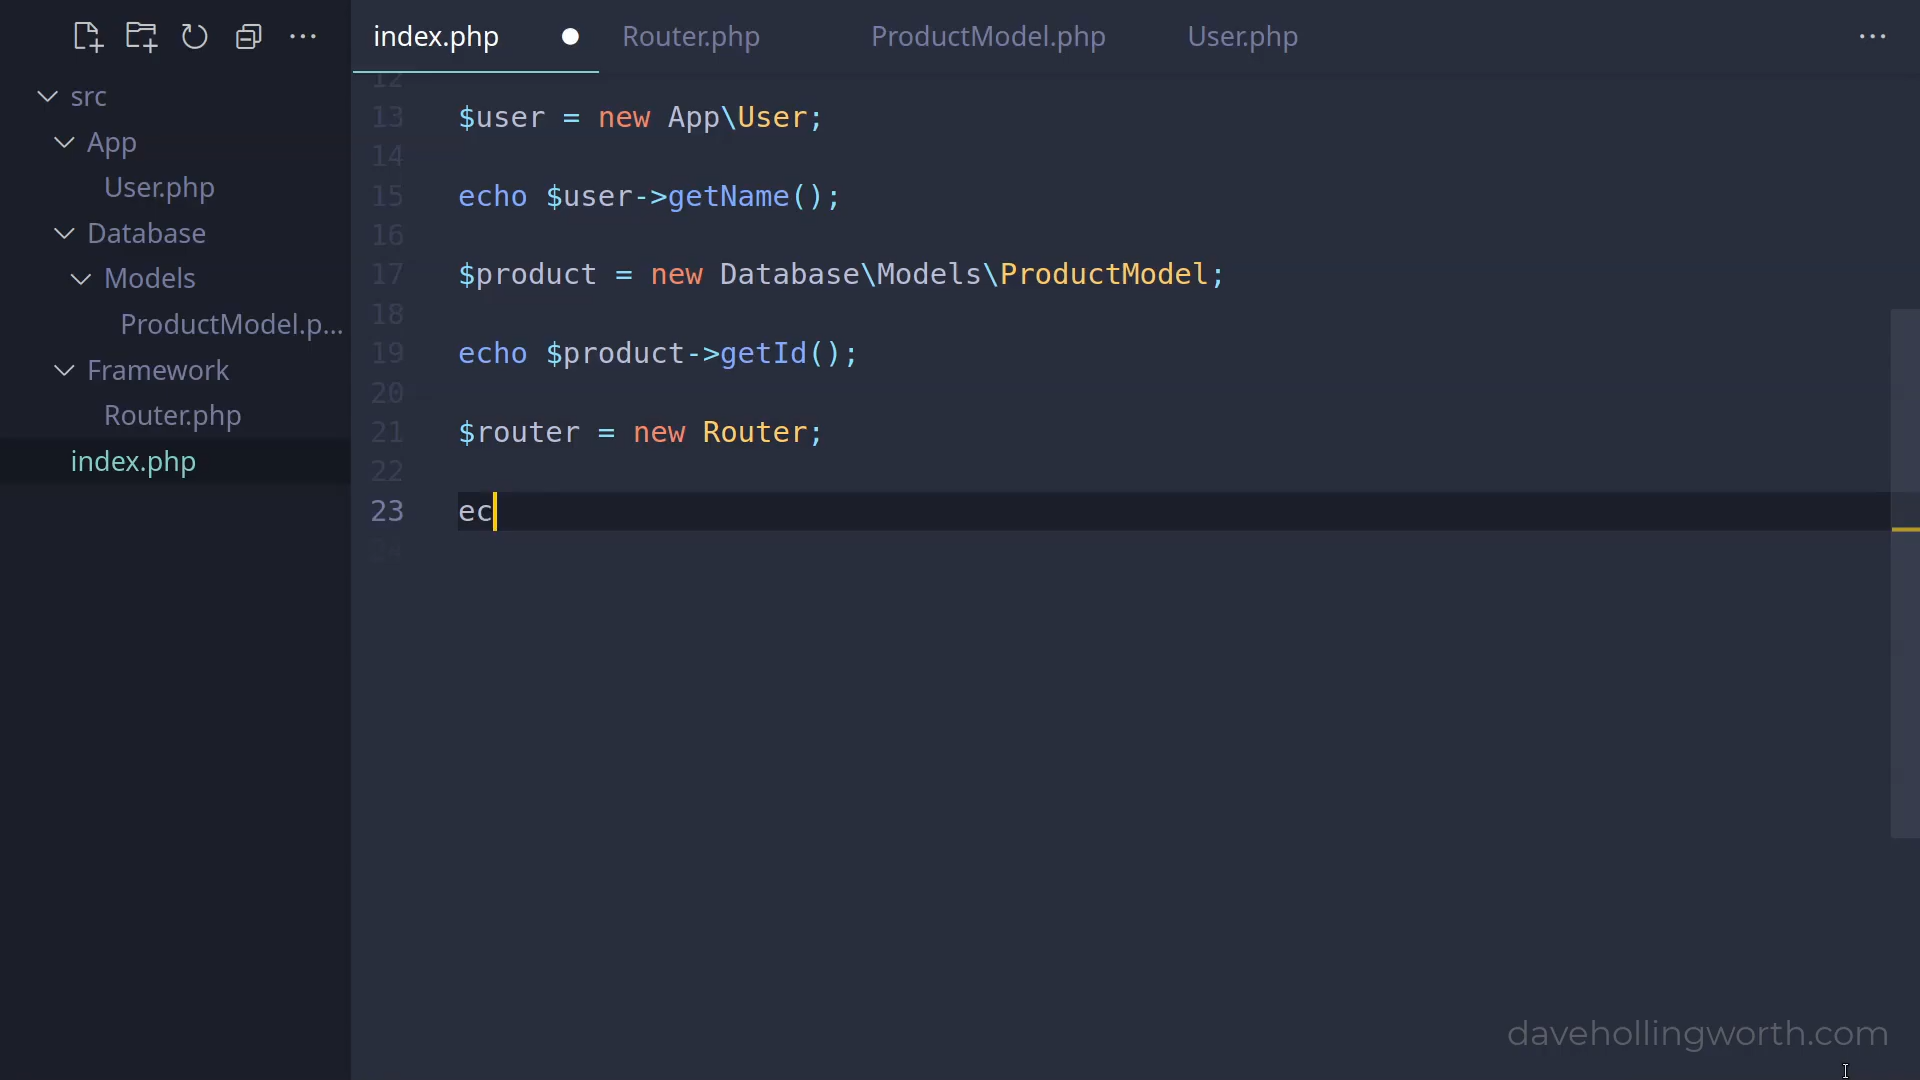 index.php
Router.php
ProductModel.php
User.php
src
App
User.php
Database
Models
ProductModel.p...
Framework
Router.php
index.php
12
13 $user = new App\User;
14
15 echo $user->getName();
16
17 $product = new Database\Models\ProductModel;
18
19 echo $product->getId();
20
21 $router = new Router;
22
23 ec
24
davehollingworth.com